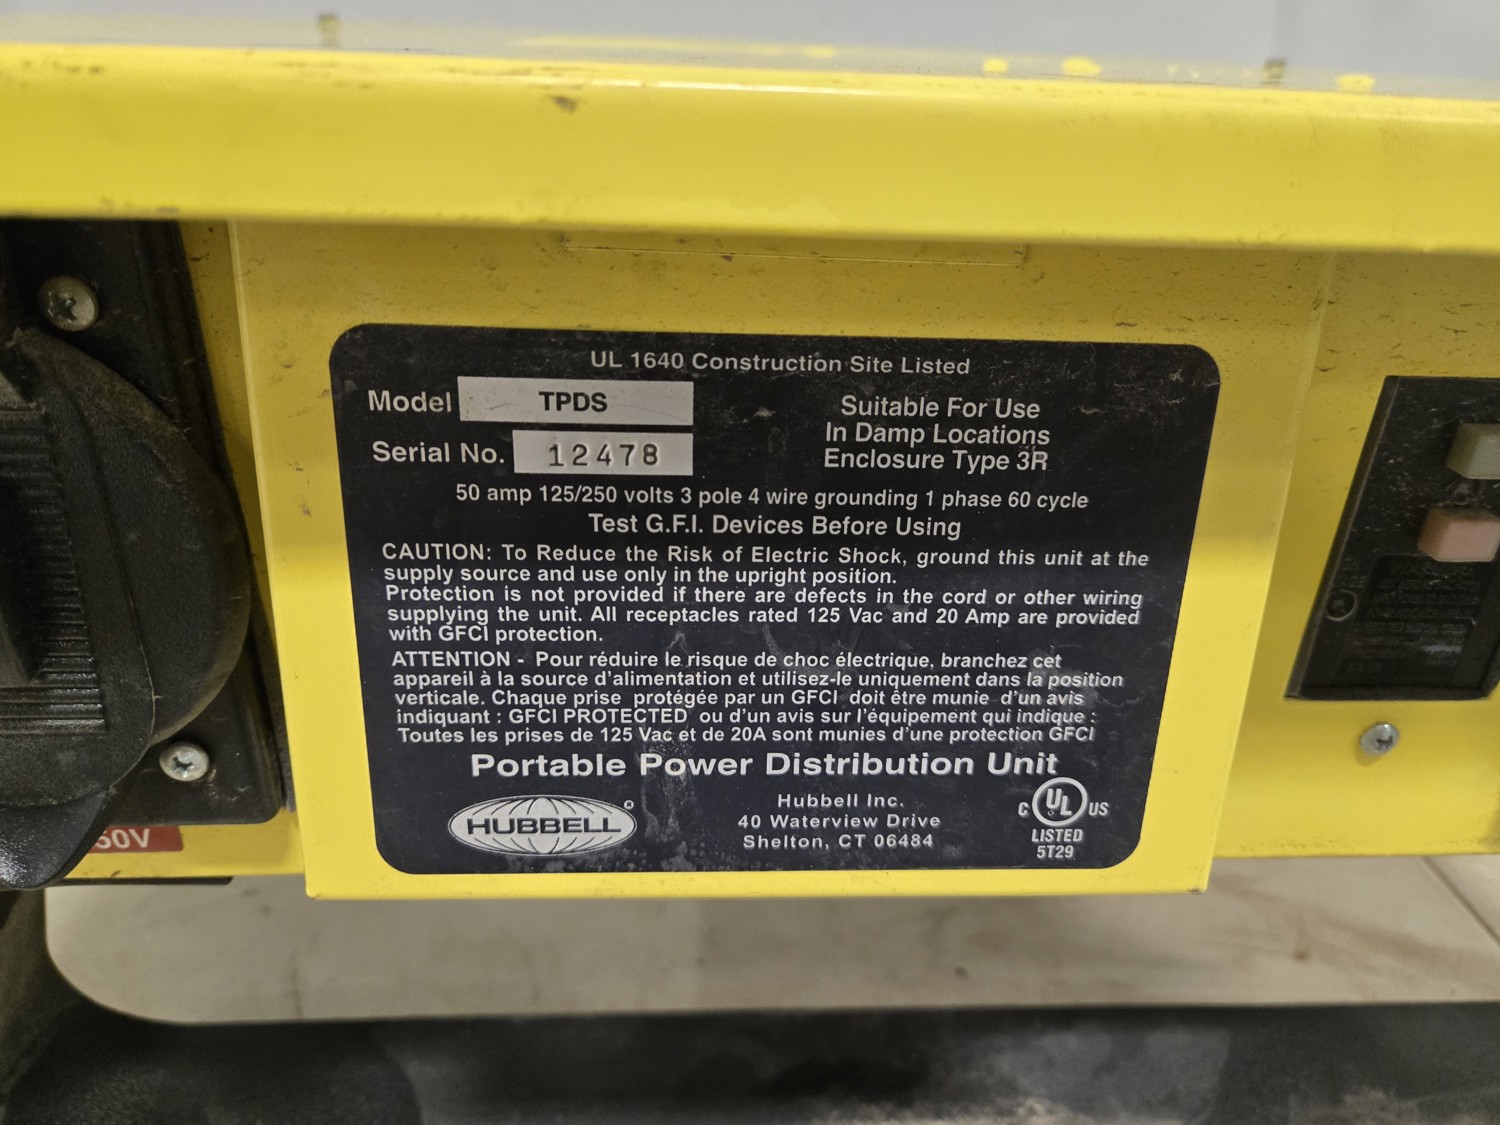 UL 1640 Construction Site Listed
Model TPDS
Serial No. 12478
Suitable For Use
In Damp Locations
Enclosure Type 3R
50 amp 125/250 volts 3 pole 4 wire grounding 1 phase 60 cycle
Test G.F.I. Devices Before Using
CAUTION: To Reduce the Risk of Electric Shock, ground this unit at the
supply source and use only in the upright position.
Protection is not provided if there are defects in the cord or other wiring
supplying the unit. All receptacles rated 125 Vac and 20 Amp are provided
with GFCI protection.
ATTENTION - Pour réduire le risque de choc électrique, branchez cet
appareil à la source d'alimentation et utilisez-le uniquement dans la position
verticale. Chaque prise protégée par un GFCI doit être munie d'un avis
indiquant : GFCI PROTECTED ou d'un avis sur l'équipement qui indique :
Toutes les prises de 125 Vac et de 20A sont munies d'une protection GFCI
Portable Power Distribution Unit
HUBBELL®
Hubbell Inc.
40 Waterview Drive
Shelton, CT 06484
C UL US
LISTED
5T29
50V